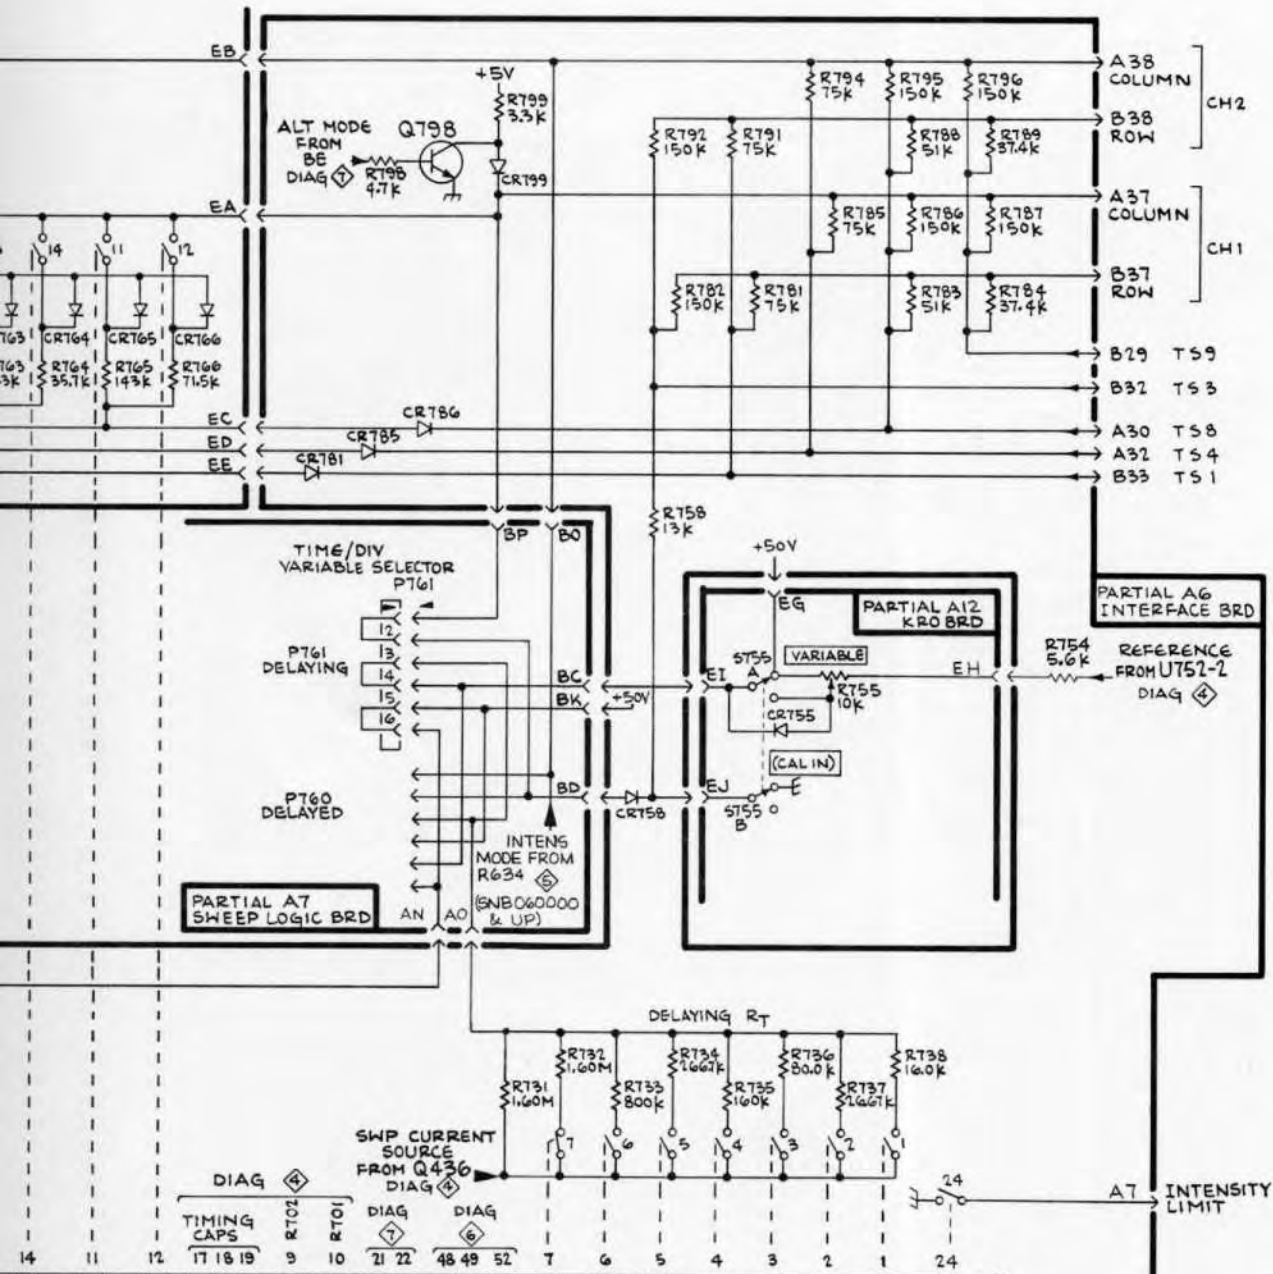 EB
A38
COLUMN
CH2
B38
ROW
+5V
R799
3.3K
R794
75K
R795
150K
R796
150K
ALT MODE
FROM
BE
DIAG 7
Q798
R798
4.7K
CR799
R792
150K
R791
75K
R788
51K
R789
37.4K
EA
A37
COLUMN
CH1
B37
ROW
R785
75K
R786
150K
R787
150K
14
11
12
R782
150K
R781
75K
R783
51K
R784
37.4K
CR764
CR765
CR766
R764
35.7K
R765
143K
R766
71.5K
B29 TS9
B32 TS3
EC
CR786
A30 TS8
ED
CR785
A32 TS4
EE
CR781
B33 TS1
R758
13K
BP
BO
TIME/DIV
VARIABLE SELECTOR
P761
12
13
14
15
16
P761
DELAYING
BC
BK
+50V
P760
DELAYED
BD
CR758
INTENS
MODE FROM
R634 5
(SNB060000
& UP)
PARTIAL A7
SWEEP LOGIC BRD
AN
AO
+50V
EG
PARTIAL A12
KRO BRD
PARTIAL A6
INTERFACE BRD
EI
S755
A
VARIABLE
R755
10K
EH
R754
5.6K
REFERENCE
FROM U752-2
DIAG 4
CR755
(CAL IN)
EJ
S755
B
DELAYING RT
R731
1.60M
R732
1.60M
R733
800K
R734
266.7K
R735
160K
R736
80.0K
R737
26.67K
R738
16.0K
7
6
5
4
3
2
1
SWP CURRENT
SOURCE
FROM Q436
DIAG 4
24
A7
INTENSITY
LIMIT
DIAG 4
TIMING
CAPS
R702
R701
DIAG
7
DIAG
6
14
11
12
17 18 19
9
10
21 22
48 49 52
7
6
5
4
3
2
1
24